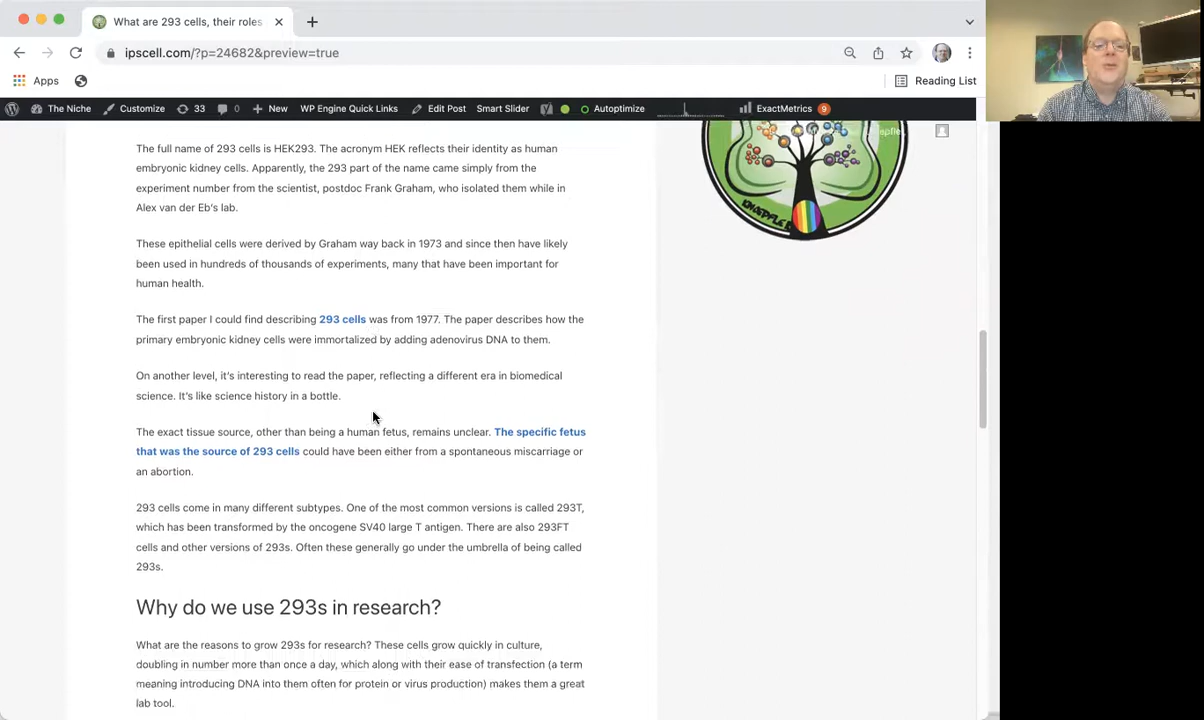 What are 293 cells, their roles
ipscell.com/?p=24682&preview=true
Apps
Reading List
The Niche Customize 33 0 New WP Engine Quick Links Edit Post Smart Slider Autoptimize ExactMetrics 9
The full name of 293 cells is HEK293. The acronym HEK reflects their identity as human
embryonic kidney cells. Apparently, the 293 part of the name came simply from the
experiment number from the scientist, postdoc Frank Graham, who isolated them while in
Alex van der Eb's lab.
These epithelial cells were derived by Graham way back in 1973 and since then have likely
been used in hundreds of thousands of experiments, many that have been important for
human health.
The first paper I could find describing 293 cells was from 1977. The paper describes how the
primary embryonic kidney cells were immortalized by adding adenovirus DNA to them.
On another level, it's interesting to read the paper, reflecting a different era in biomedical
science. It's like science history in a bottle.
The exact tissue source, other than being a human fetus, remains unclear. The specific fetus
that was the source of 293 cells could have been either from a spontaneous miscarriage or
an abortion.
293 cells come in many different subtypes. One of the most common versions is called 293T,
which has been transformed by the oncogene SV40 large T antigen. There are also 293FT
cells and other versions of 293s. Often these generally go under the umbrella of being called
293s.
Why do we use 293s in research?
What are the reasons to grow 293s for research? These cells grow quickly in culture,
doubling in number more than once a day, which along with their ease of transfection (a term
meaning introducing DNA into them often for protein or virus production) makes them a great
lab tool.